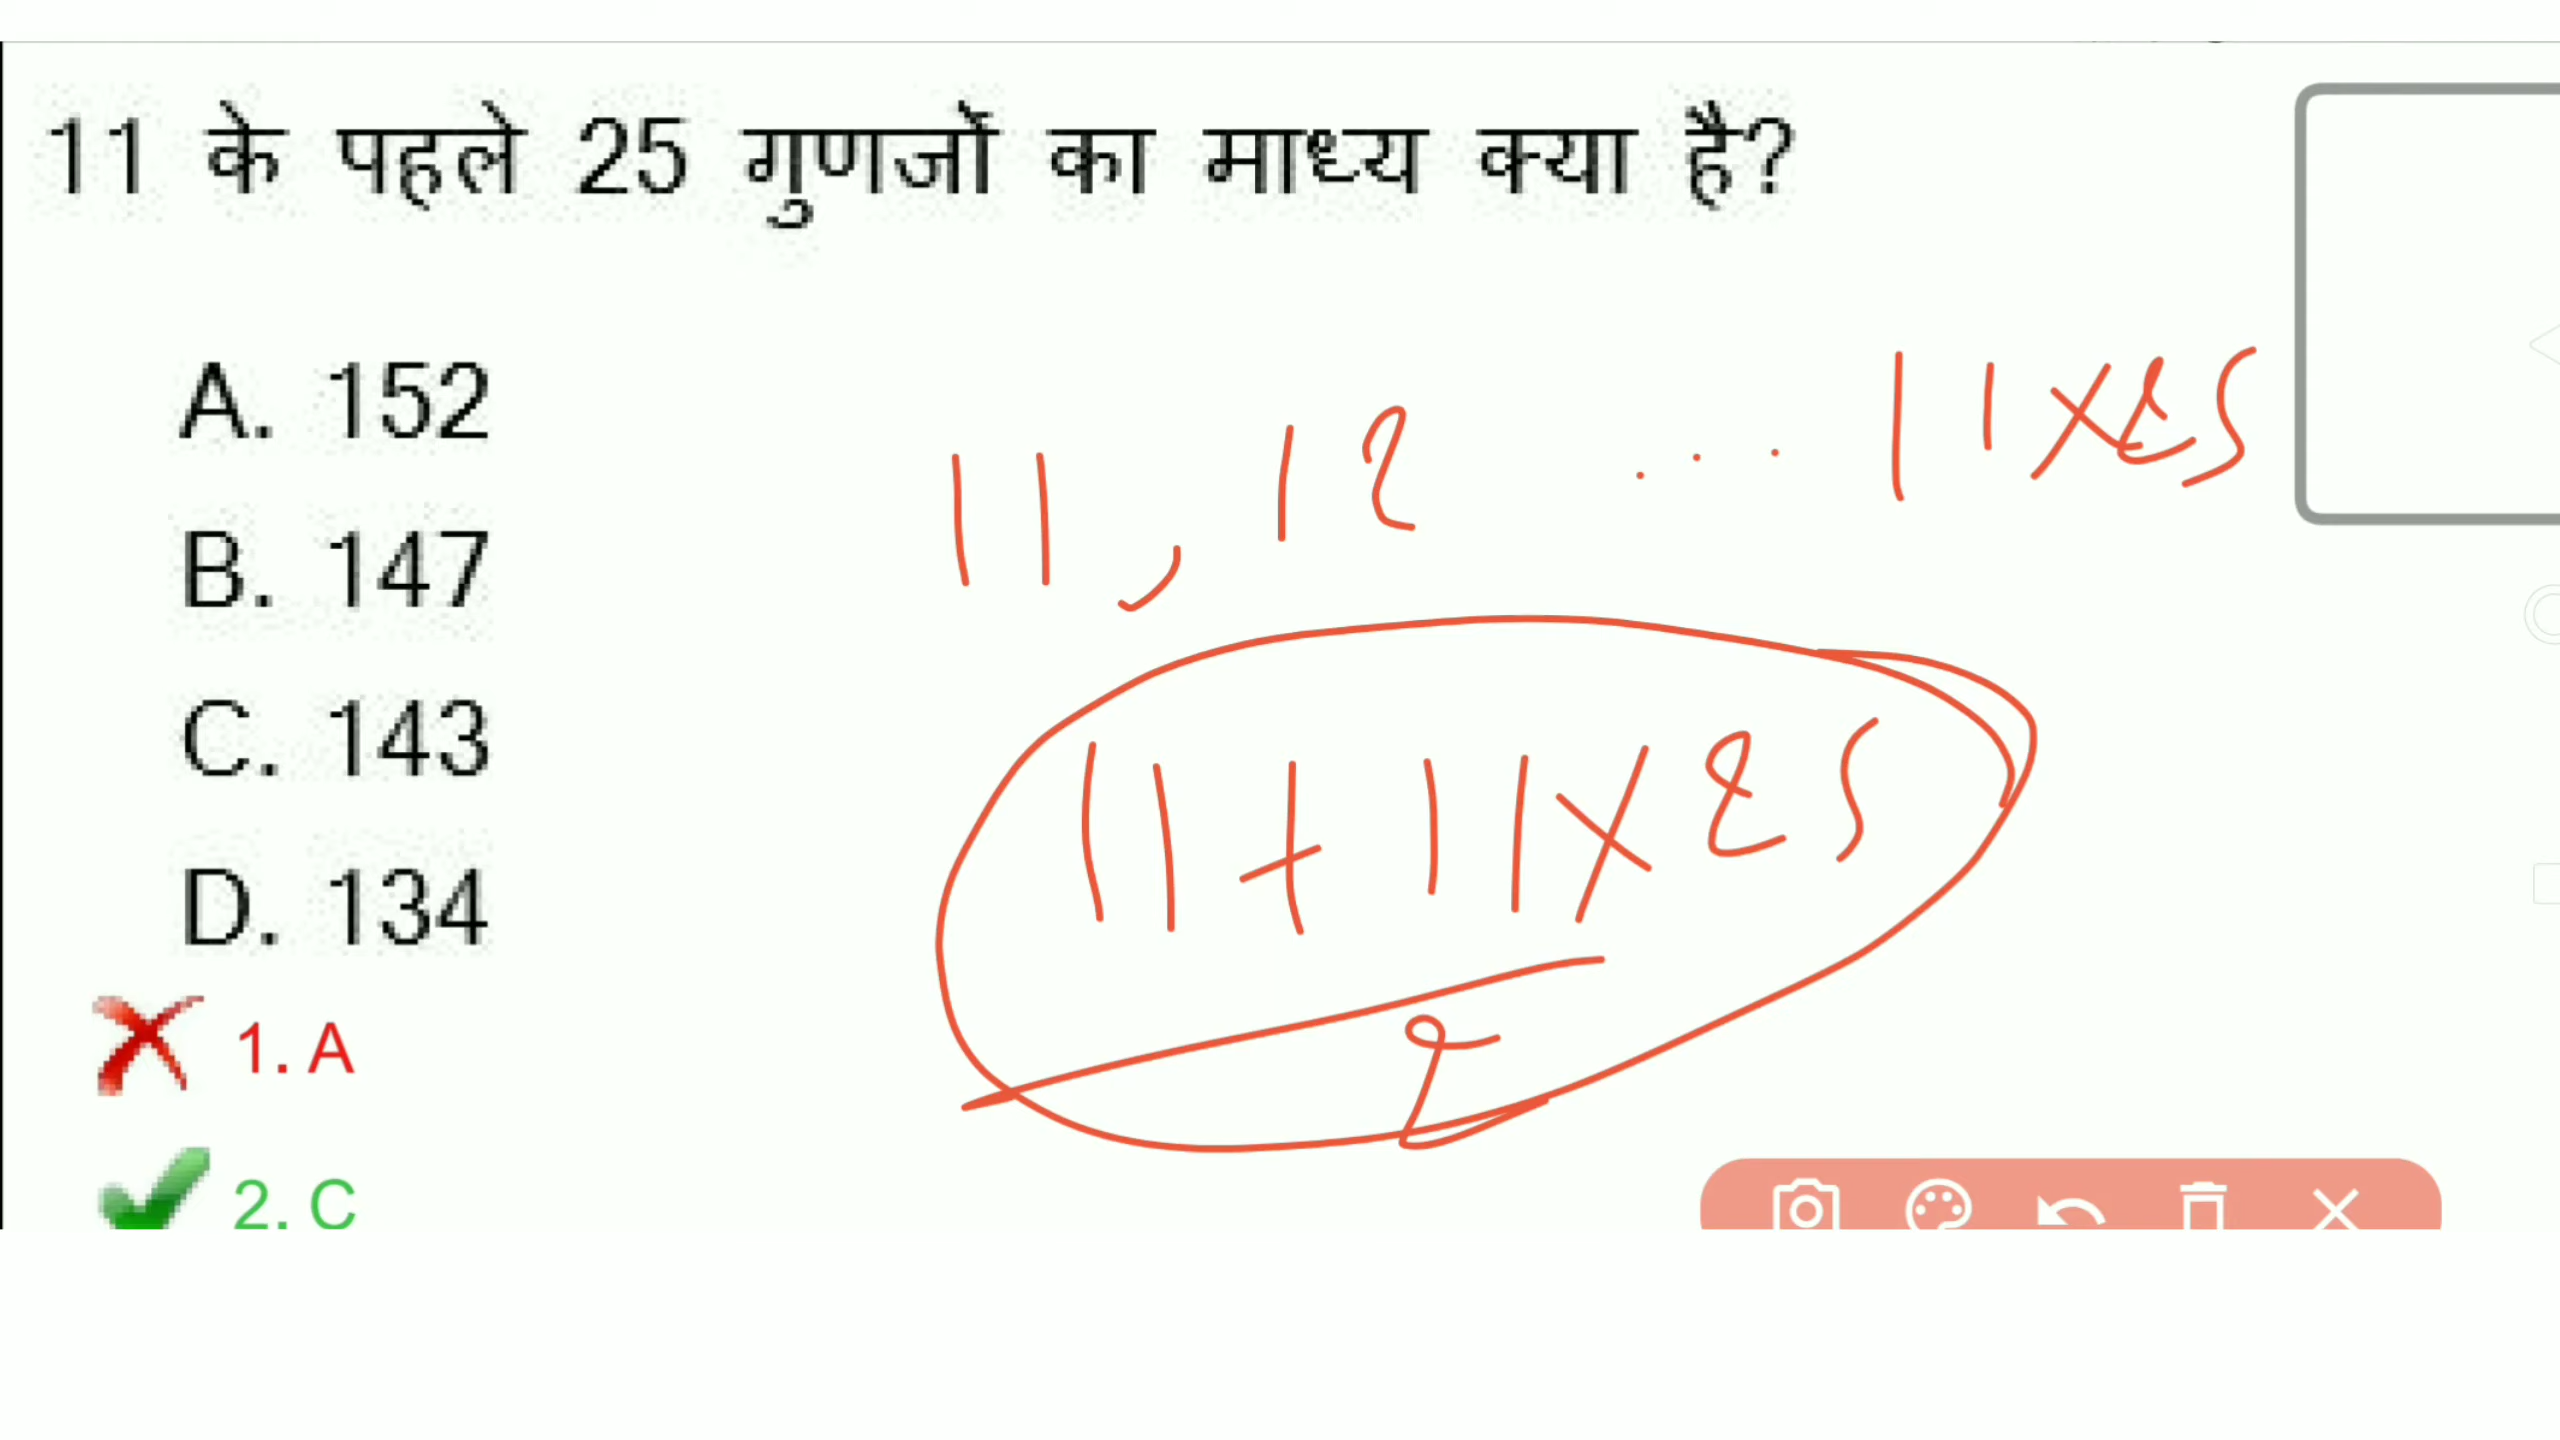 11 के पहले 25 गुणजों का माध्य क्या है?
A. 152
B. 147
C. 143
D. 134
1. A
2. C
11, 12 ... 11×25
11+11×25
2